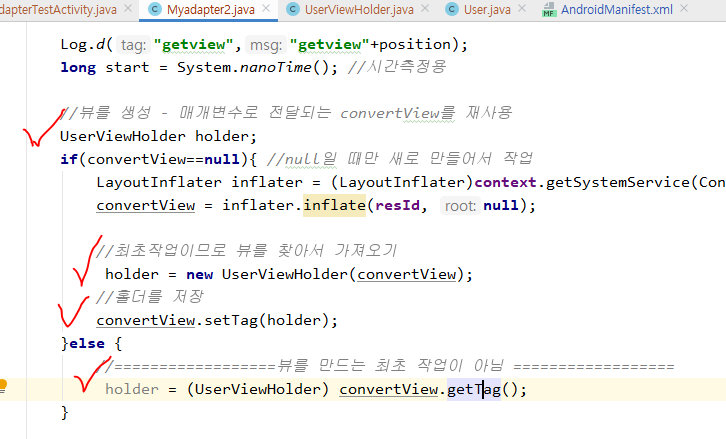 dapterTestActivity.java × Myadapter2.java × UserViewHolder.java × User.java × AndroidManifest.xml ×
Log.d( tag: "getview", msg: "getview"+position);
long start = System.nanoTime(); //시간측정용
//뷰를 생성 - 매개변수로 전달되는 convertView를 재사용
UserViewHolder holder;
if(convertView==null){ //null일 때만 새로 만들어서 작업
LayoutInflater inflater = (LayoutInflater)context.getSystemService(Con
convertView = inflater.inflate(resId, root: null);
//최초작업이므로 뷰를 찾아서 가져오기
holder = new UserViewHolder(convertView);
//홀더를 저장
convertView.setTag(holder);
}else {
//==================뷰를 만드는 최초 작업이 아님 ==================
holder = (UserViewHolder) convertView.getTag();
}